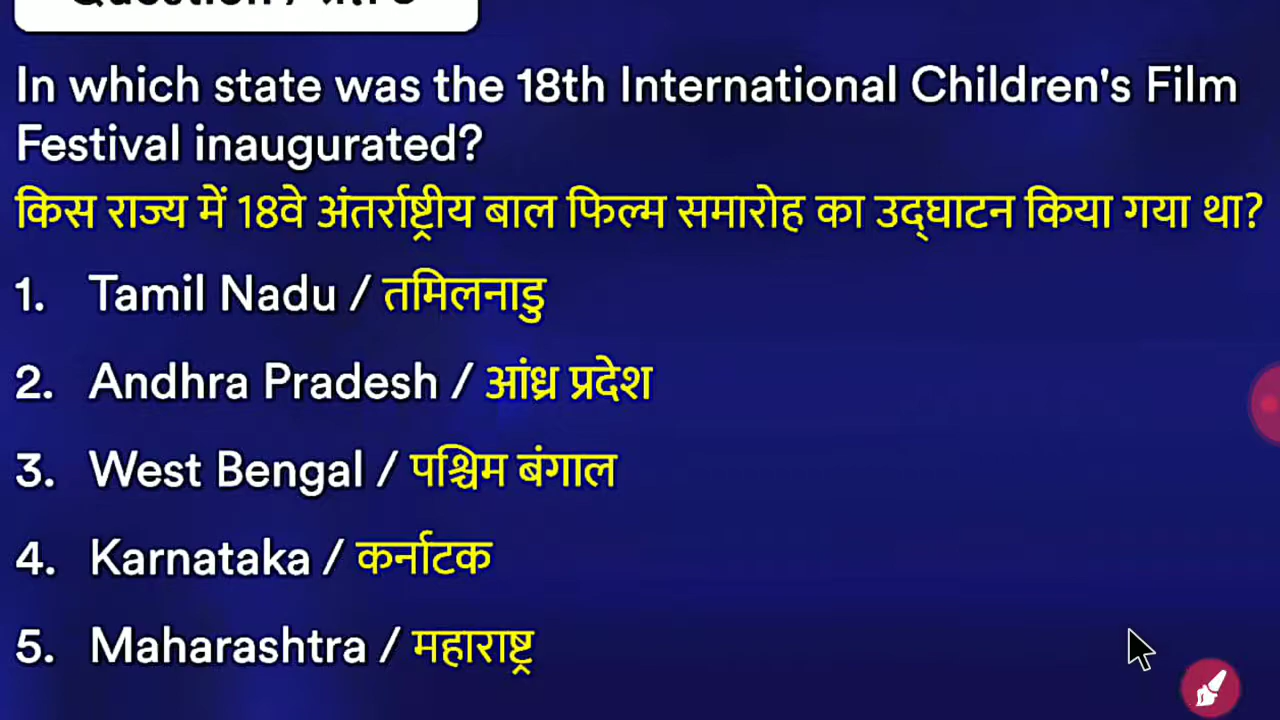 In which state was the 18th International Children's Film
Festival inaugurated?
किस राज्य में 18वे अंतर्राष्ट्रीय बाल फिल्म समारोह का उद्घाटन किया गया था?
1. Tamil Nadu / तमिलनाडु
2. Andhra Pradesh / आंध्र प्रदेश
3. West Bengal / पश्चिम बंगाल
4. Karnataka / कर्नाटक
5. Maharashtra / महाराष्ट्र